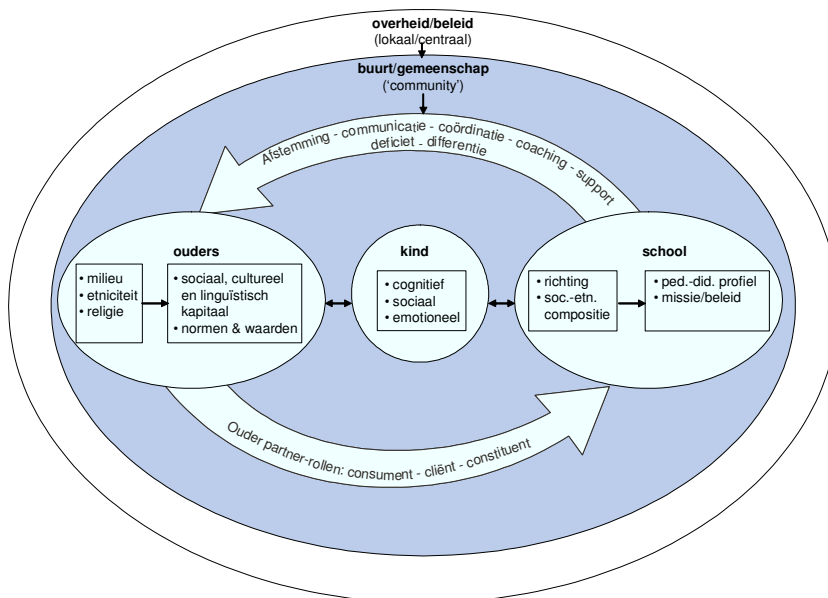 overheid/beleid
(lokaal/centraal)
buurt/gemeenschap
(‘community’)
Afstemming - communicatie - coördinatie - coaching - support
deficiet - differentie
ouders
• milieu
• etniciteit
• religie
• sociaal, cultureel
en linguïstisch
kapitaal
• normen & waarden
kind
• cognitief
• sociaal
• emotioneel
school
• richting
• soc.-etn.
compositie
• ped.-did. profiel
• missie/beleid
Ouder partner-rollen: consument - cliënt - constituent